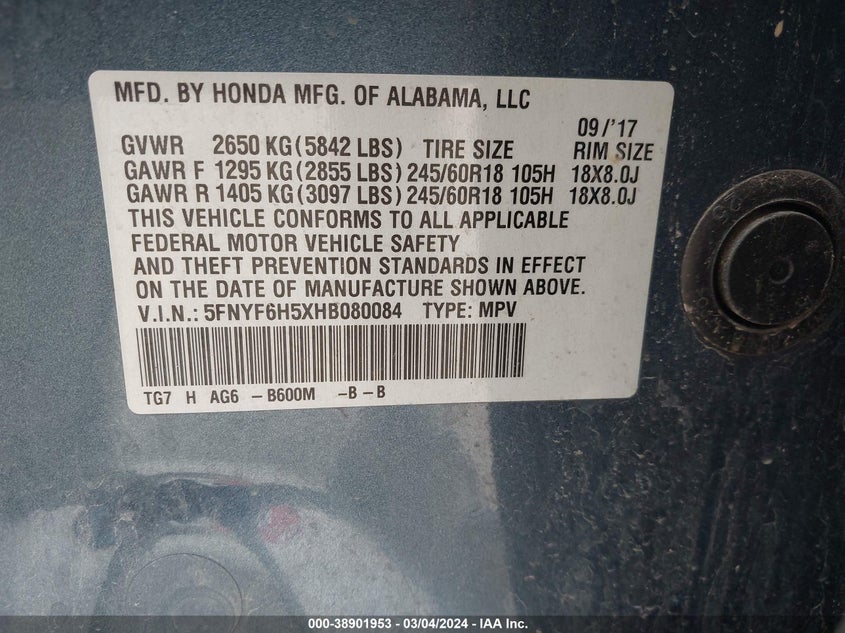 MFD. BY HONDA MFG. OF ALABAMA, LLC
09/'17
GVWR 2650 KG(5842 LBS) TIRE SIZE RIM SIZE
GAWR F 1295 KG(2855 LBS) 245/60R18 105H 18X8.0J
GAWR R 1405 KG(3097 LBS) 245/60R18 105H 18X8.0J
THIS VEHICLE CONFORMS TO ALL APPLICABLE
FEDERAL MOTOR VEHICLE SAFETY
AND THEFT PREVENTION STANDARDS IN EFFECT
ON THE DATE OF MANUFACTURE SHOWN ABOVE.
V.I.N.: 5FNYF6H5XHB080084 TYPE: MPV
TG7 H AG6 -B600M -B-B
000-38901953 - 03/04/2024 - IAA Inc.